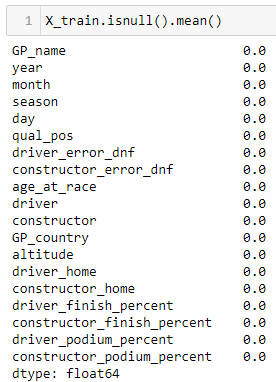 1 X_train.isnull().mean()
GP_name 0.0
year 0.0
month 0.0
season 0.0
day 0.0
qual_pos 0.0
driver_error_dnf 0.0
constructor_error_dnf 0.0
age_at_race 0.0
driver 0.0
constructor 0.0
GP_country 0.0
altitude 0.0
driver_home 0.0
constructor_home 0.0
driver_finish_percent 0.0
constructor_finish_percent 0.0
driver_podium_percent 0.0
constructor_podium_percent 0.0
dtype: float64